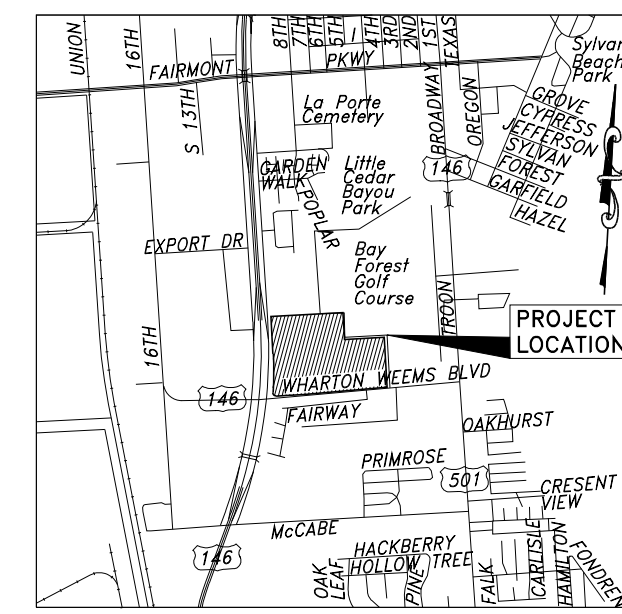 UNION
16TH
8TH
7TH
6TH
5TH
I
4TH
3RD
2ND
1ST
TEXAS
FAIRMONT
PKWY
Sylvan
Beach
Park
S 13TH
La Porte
Cemetery
BROADWAY
OREGON
GROVE
CYPRESS
JEFFERSON
SYLVAN
FOREST
GARFIELD
HAZEL
GARDEN
WALK
Little
Cedar
Bayou
Park
146
POPLAR
EXPORT DR
Bay
Forest
Golf
Course
TROON
PROJECT
LOCATION
16TH
WHARTON WEEMS BLVD
146
FAIRWAY
OAKHURST
PRIMROSE
501
CRESENT
VIEW
McCABE
146
HACKBERRY
HOLLOW TREE
OAK
LEAF
PINE
FALK
CARLISLE
HAMILTON
FONDREN